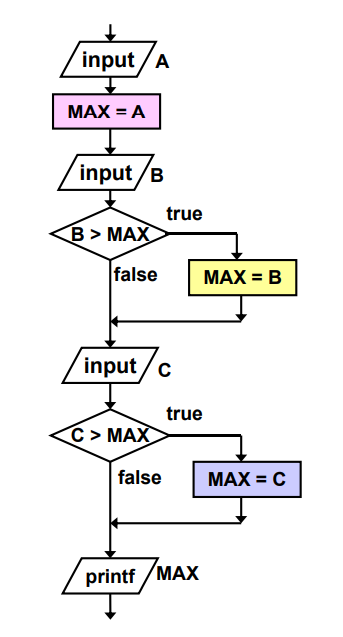 input A
MAX = A
input B
true
B > MAX
false
MAX = B
input C
true
C > MAX
false
MAX = C
printf MAX